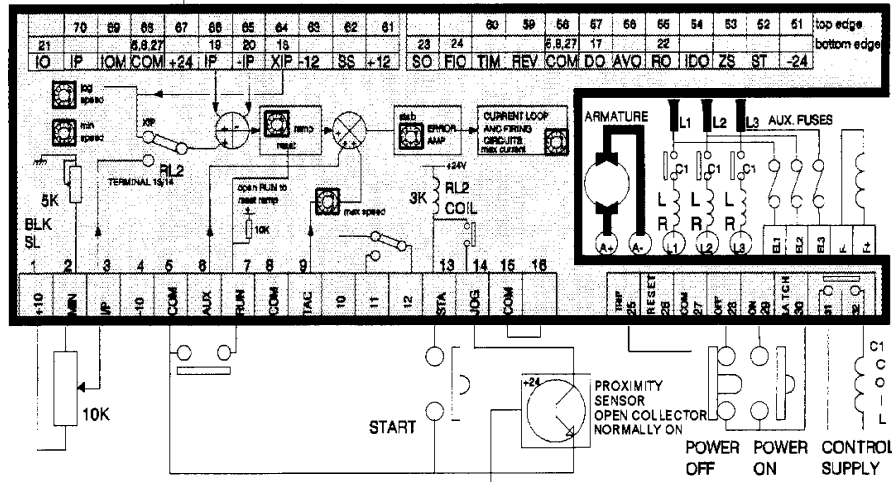 70 69 68 67 66 65 64 63 62 61 60 59 58 57 56 55 54 53 52 51 top edge
21 6,8,27 19 20 18 23 24 6,8,27 17 22 bottom edge
IO IP IOM COM +24 IP -IP XIP -12 SS +12 SO FIO TIM REV COM DO AVO RO IDO ZS ST -24
jog speed
min speed
XIP
RL2
TERMINAL 13/14
5K
BLK
SL
+ -
ramp
reset
open RUN to
reset ramp
10K
max speed
stab
ERROR
AMP
+24V
3K
RL2
COIL
CURRENT LOOP
AND FIRING
CIRCUITS
max current
ARMATURE
L1 L2 L3 AUX. FUSES
C1 C1 C1
L L L
R R R
A+ A- L1 L2 L3 EL1 EL2 EL3 F- F+
1 2 3 4 5 6 7 8 9 13 14 15 16
+10 MIN I/P -10 COM AUX RUN COM TAC 10 11 12 STA JOG COM
TRIP 25 RESET 26 COM 27 OFF 28 ON 29 LATCH 30 31 32
10K
START
+24
PROXIMITY
SENSOR
OPEN COLLECTOR
NORMALLY ON
POWER OFF
POWER ON
CONTROL SUPPLY
C1 COIL